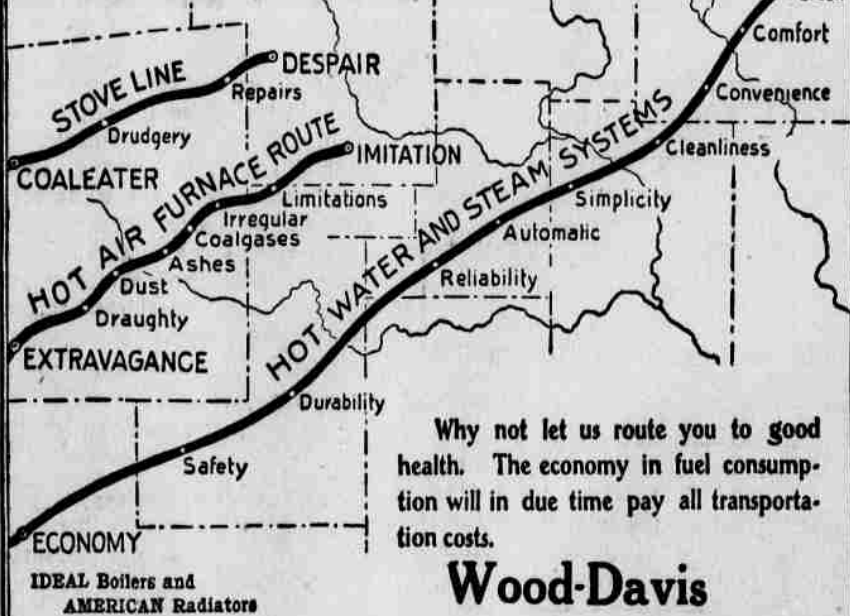 Comfort
DESPAIR
STOVE LINE
Repairs
Convenience
Drudgery
HOT AIR FURNACE ROUTE
IMITATION
HOT WATER AND STEAM SYSTEMS
Cleanliness
COALEATER
Limitations
Simplicity
Irregular
Coalgases
Automatic
Ashes
Reliability
Dust
Draughty
EXTRAVAGANCE
Durability
Safety
ECONOMY
Why not let us route you to good
health. The economy in fuel consump-
tion will in due time pay all transporta-
tion costs.
IDEAL Boilers and
AMERICAN Radiators
Wood-Davis